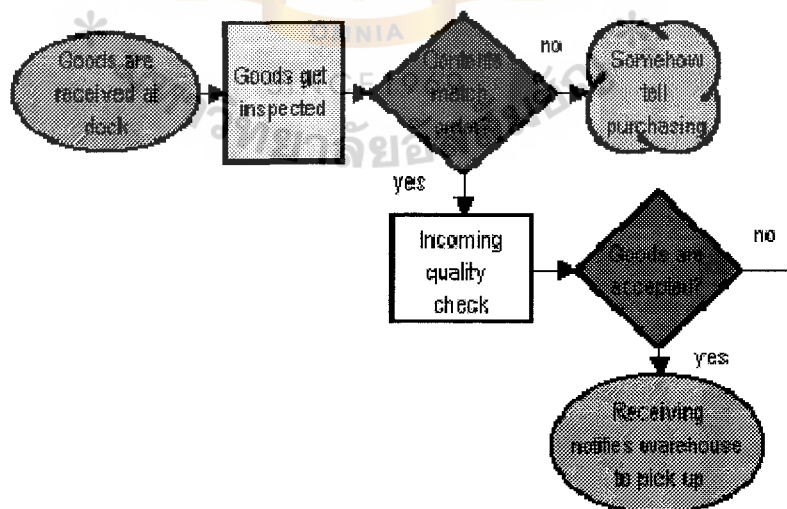 OMNIA
Goods are
received at
dock
Goods get
inspected
Contents
match
no
Somehow
tell
purchasing
yes
Incoming
quality
check
Goods are
accepted?
no
yes
Receiving
notifies warehouse
to pick up